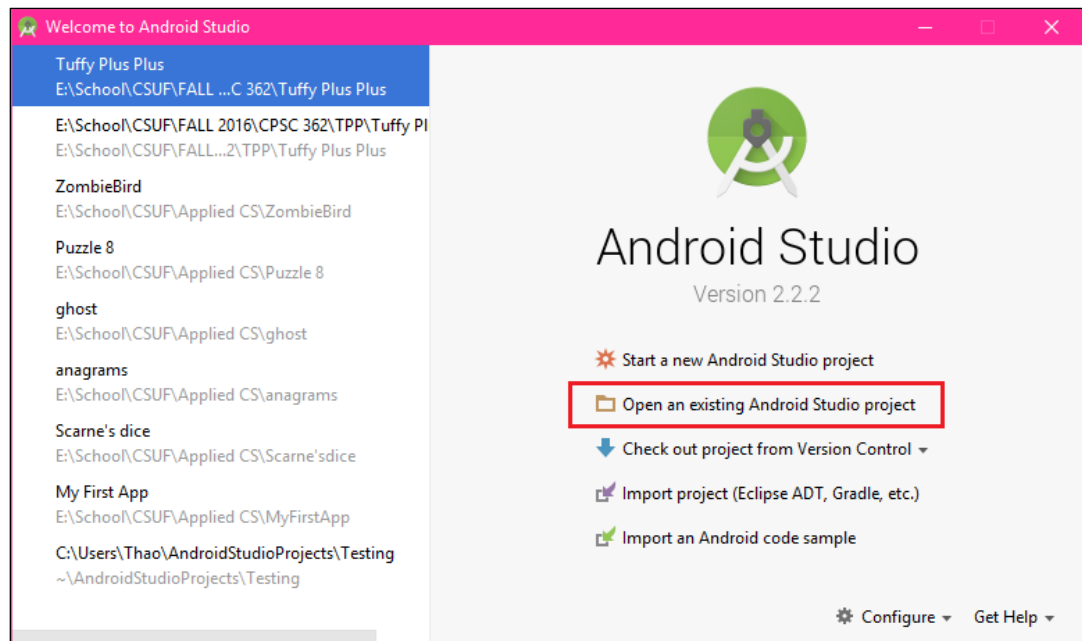 Welcome to Android Studio
Tuffy Plus Plus
E:\School\CSUF\FALL ...C 362\Tuffy Plus Plus
E:\School\CSUF\FALL 2016\CPSC 362\TPP\Tuffy Pl
E:\School\CSUF\FALL...2\TPP\Tuffy Plus Plus
ZombieBird
E:\School\CSUF\Applied CS\ZombieBird
Puzzle 8
E:\School\CSUF\Applied CS\Puzzle 8
ghost
E:\School\CSUF\Applied CS\ghost
anagrams
E:\School\CSUF\Applied CS\anagrams
Scarne's dice
E:\School\CSUF\Applied CS\Scarne'sdice
My First App
E:\School\CSUF\Applied CS\MyFirstApp
C:\Users\Thao\AndroidStudioProjects\Testing
~\AndroidStudioProjects\Testing
Android Studio
Version 2.2.2
Start a new Android Studio project
Open an existing Android Studio project
Check out project from Version Control
Import project (Eclipse ADT, Gradle, etc.)
Import an Android code sample
Configure
Get Help